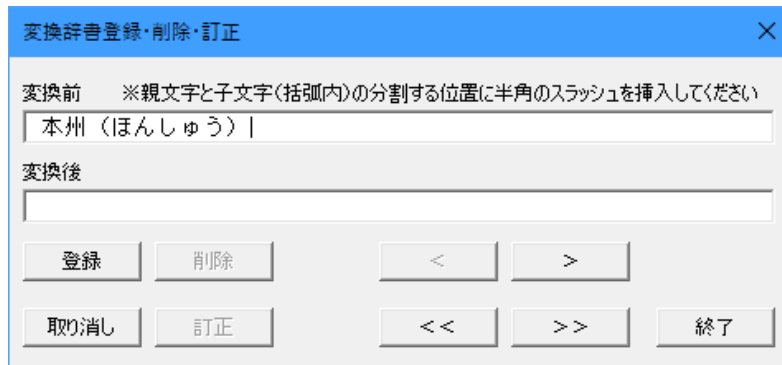 変換辞書登録・削除・訂正
変換前 ※親文字と子文字(括弧内)の分割する位置に半角のスラッシュを挿入してください
本州（ほんしゅう）
変換後
登録 削除 < >
取り消し 訂正 << >> 終了